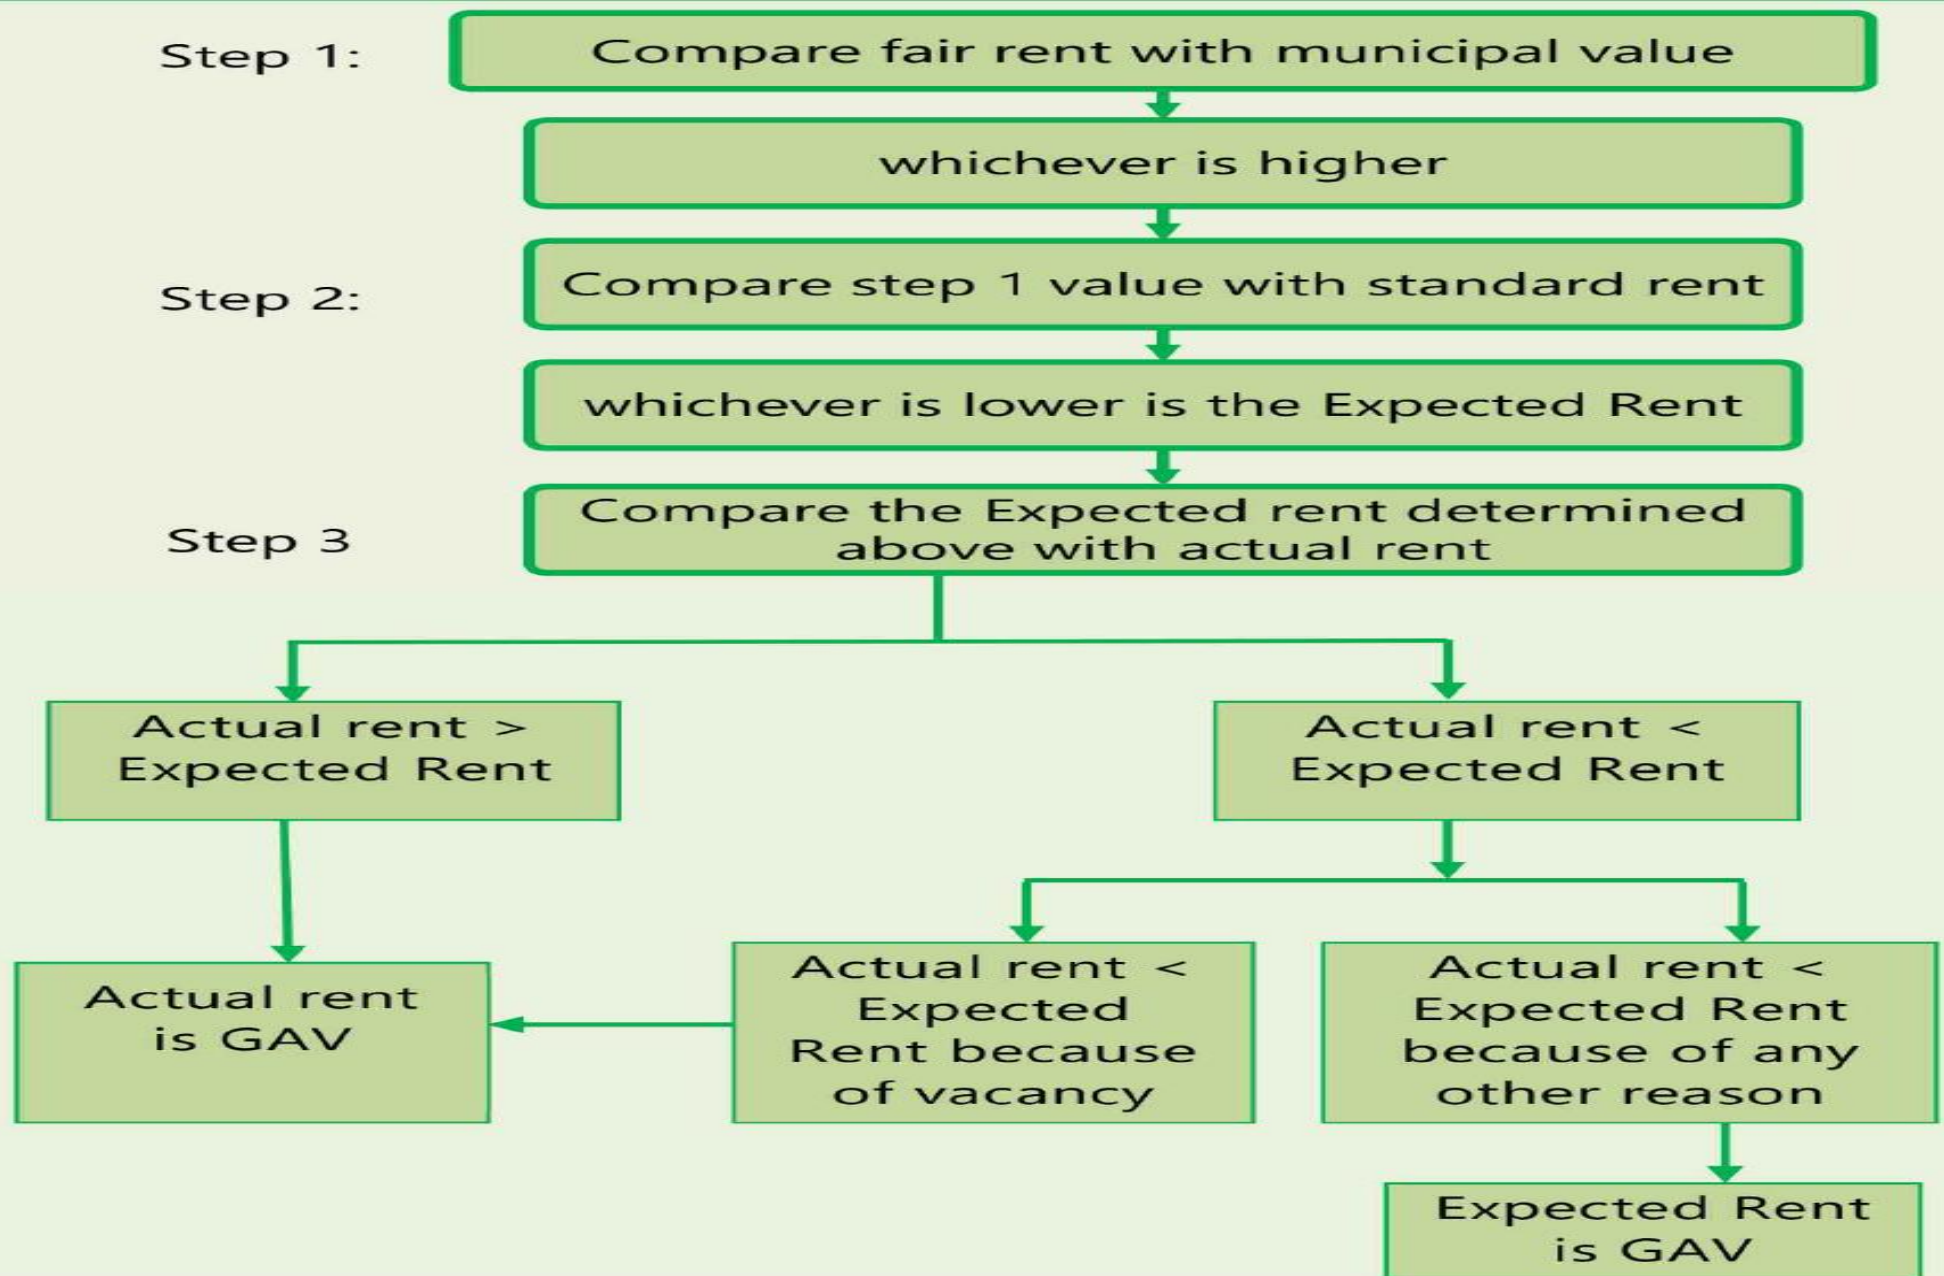 Step 1:
Compare fair rent with municipal value
whichever is higher
Step 2:
Compare step 1 value with standard rent
whichever is lower is the Expected Rent
Step 3
Compare the Expected rent determined
above with actual rent
Actual rent >
Expected Rent
Actual rent <
Expected Rent
Actual rent
is GAV
Actual rent <
Expected
Rent because
of vacancy
Actual rent <
Expected Rent
because of any
other reason
Expected Rent
is GAV